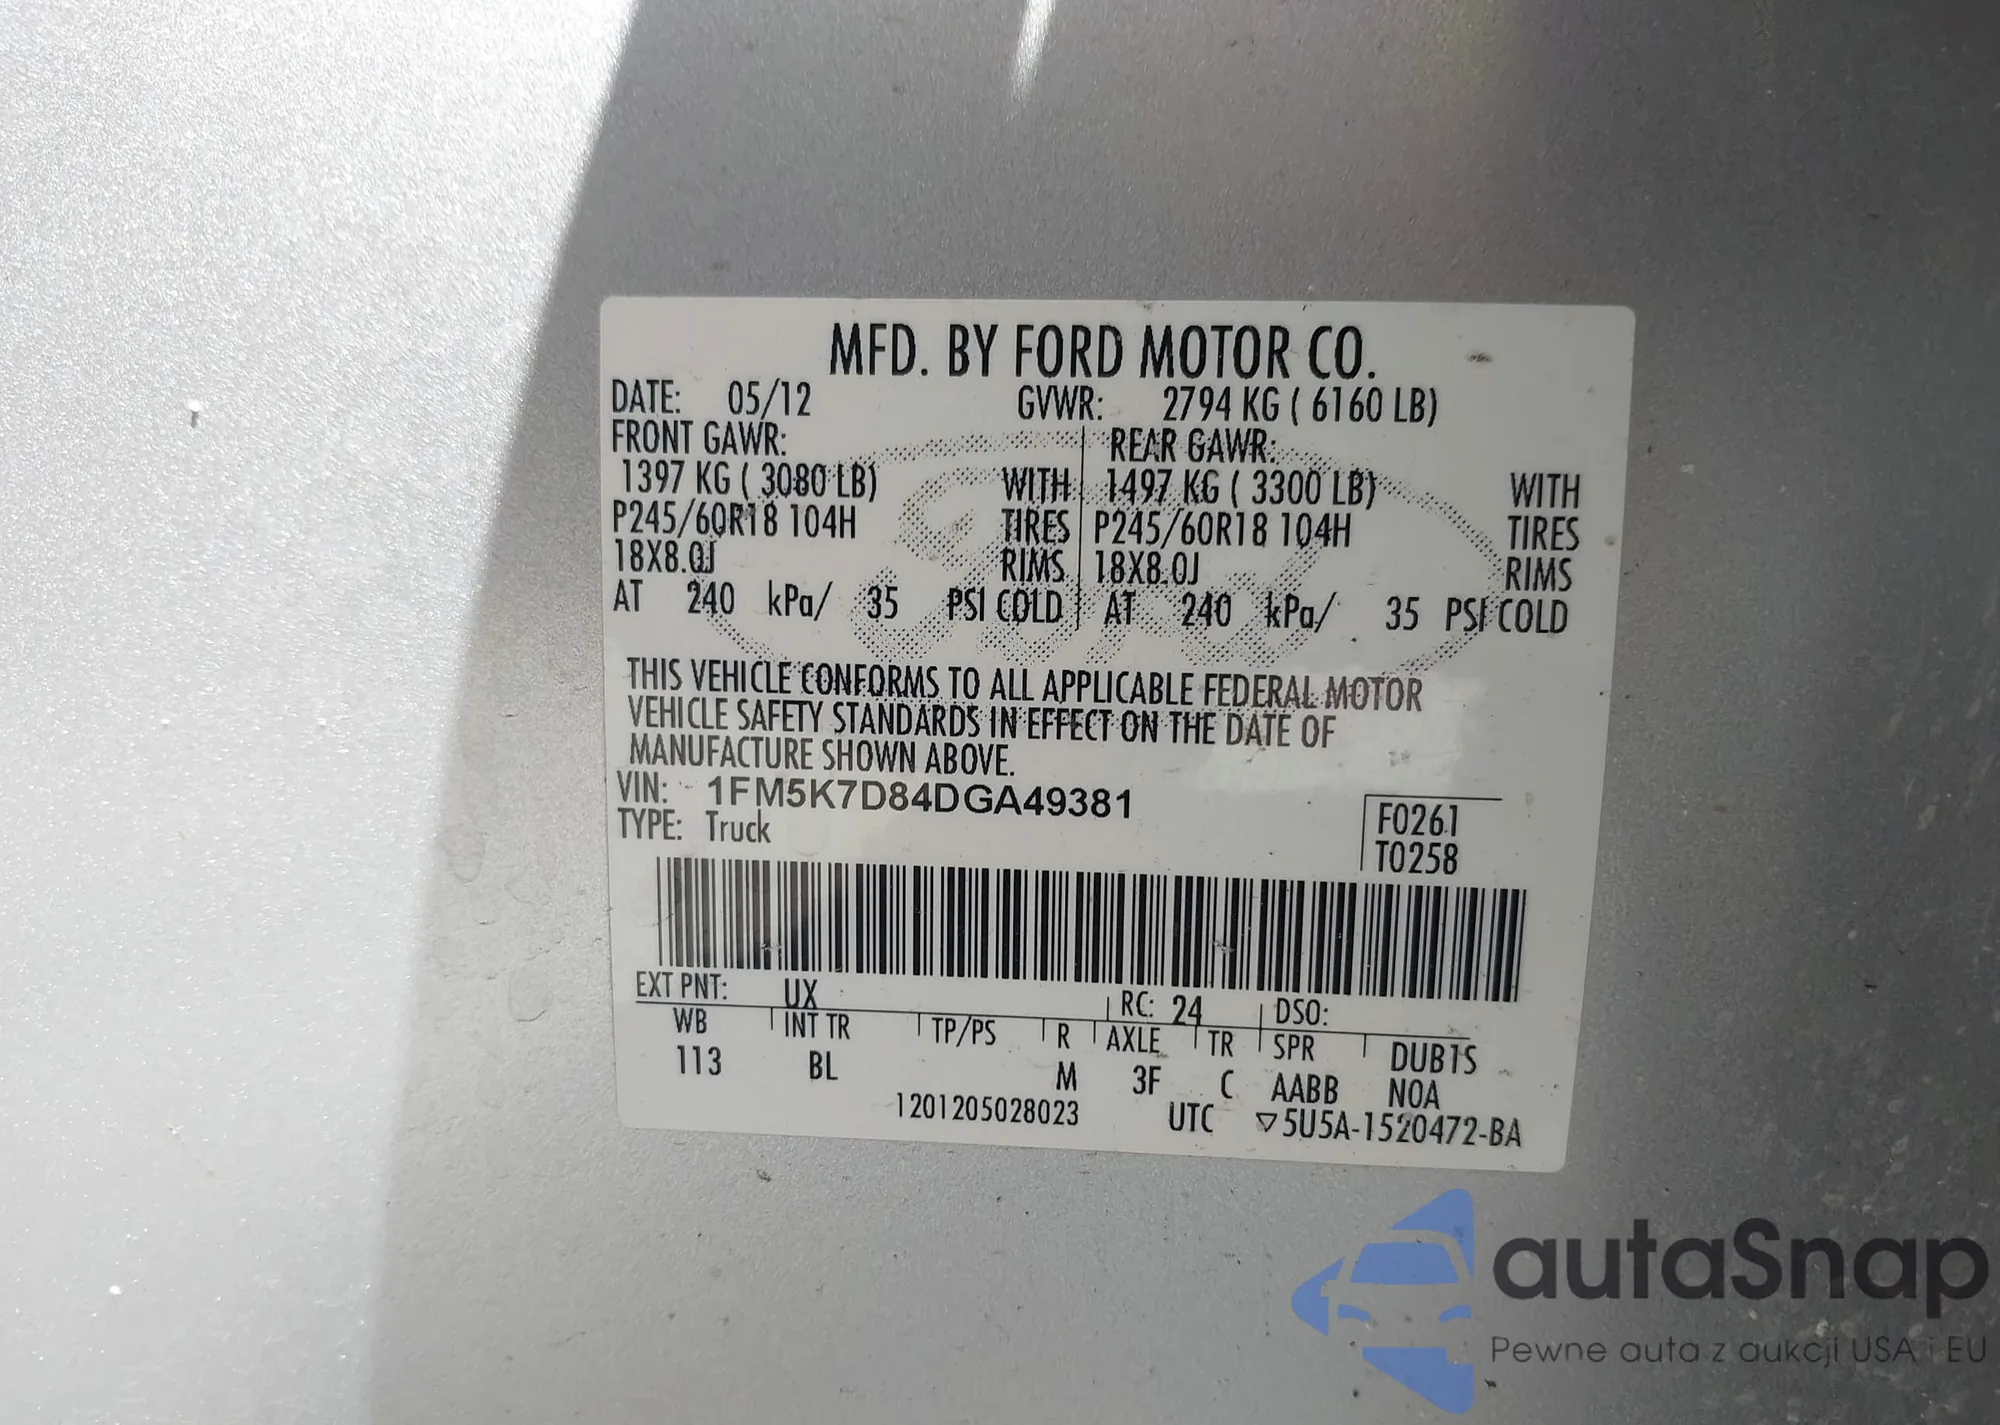 MFD. BY FORD MOTOR CO.
DATE: 05/12 GVWR: 2794 KG ( 6160 LB)
FRONT GAWR: REAR GAWR:
1397 KG ( 3080 LB) WITH 1497 KG ( 3300 LB) WITH
P245/60R18 104H TIRES P245/60R18 104H TIRES
18X8.0J RIMS 18X8.0J RIMS
AT 240 kPa/ 35 PSI COLD AT 240 kPa/ 35 PSI COLD
THIS VEHICLE CONFORMS TO ALL APPLICABLE FEDERAL MOTOR
VEHICLE SAFETY STANDARDS IN EFFECT ON THE DATE OF
MANUFACTURE SHOWN ABOVE.
VIN: 1FM5K7D84DGA49381
TYPE: Truck
F0261
T0258
EXT PNT: UX RC: 24 DSO:
WB INT TR TP/PS R AXLE TR SPR DUB1S
113 BL M 3F C AABB N0A
1201205028023 UTC ▽5U5A-1520472-BA
autaSnap
Pewne auta z aukcji USA i EU